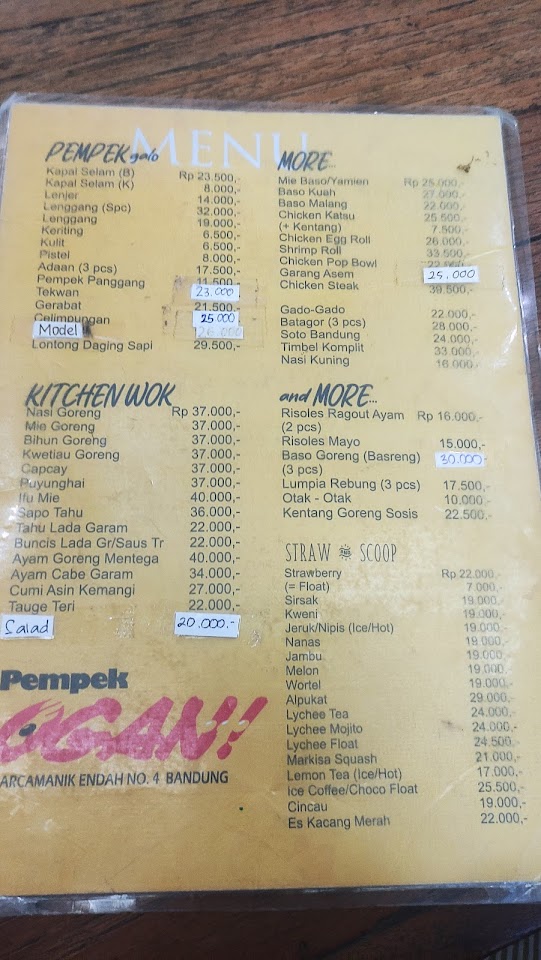 MENU
PEMPEK galo
Kapal Selam (B) Rp 23.500,-
Kapal Selam (K) 8.000,-
Lenjer 14.000,-
Lenggang (Spc) 32.000,-
Lenggang 19.000,-
Keriting 6.500,-
Kulit 6.500,-
Pistel 8.000,-
Adaan (3 pcs) 17.500,-
Pempek Panggang 11.500
Tekwan 23.000
Gerabat 21.500,-
Celimpungan 25.000
Model 26.000
Lontong Daging Sapi 29.500,-
KITCHEN WOK
Nasi Goreng Rp 37.000,-
Mie Goreng 37.000,-
Bihun Goreng 37.000,-
Kwetiau Goreng 37.000,-
Capcay 37.000,-
Puyunghai 37.000,-
Ifu Mie 40.000,-
Sapo Tahu 36.000,-
Tahu Lada Garam 22.000,-
Buncis Lada Gr/Saus Tr 22.000,-
Ayam Goreng Mentega 40.000,-
Ayam Cabe Garam 34.000,-
Cumi Asin Kemangi 27.000,-
Tauge Teri 22.000,-
Salad 20.000.-
Pempek
OGAN!!
ARCAMANIK ENDAH NO. 4 BANDUNG
MORE...
Mie Baso/Yamien Rp 25.000,-
Baso Kuah 27.000,-
Baso Malang 22.000,-
Chicken Katsu 25.500,-
(+ Kentang) 7.500,-
Chicken Egg Roll 26.000,-
Shrimp Roll 33.500,-
Chicken Pop Bowl
Garang Asem 25.000
Chicken Steak 39.500,-
Gado-Gado 22.000,-
Batagor (3 pcs) 28.000,-
Soto Bandung 24.000,-
Timbel Komplit 33.000,-
Nasi Kuning 16.000,-
and MORE...
Risoles Ragout Ayam Rp 16.000,-
(2 pcs)
Risoles Mayo 15.000,-
Baso Goreng (Basreng) 30.000.-
(3 pcs)
Lumpia Rebung (3 pcs) 17.500,-
Otak - Otak 10.000,-
Kentang Goreng Sosis 22.500,-
STRAW SCOOP
Strawberry Rp 22.000,-
(= Float) 7.000,-
Sirsak 19.000,-
Kweni 19.000,-
Jeruk/Nipis (Ice/Hot) 19.000,-
Nanas 19.000,-
Jambu 19.000,-
Melon 19.000,-
Wortel 19.000,-
Alpukat 29.000,-
Lychee Tea 24.000,-
Lychee Mojito 24.000,-
Lychee Float 24.500,-
Markisa Squash 21.000,-
Lemon Tea (Ice/Hot) 17.000,-
Ice Coffee/Choco Float 25.500,-
Cincau 19.000,-
Es Kacang Merah 22.000,-